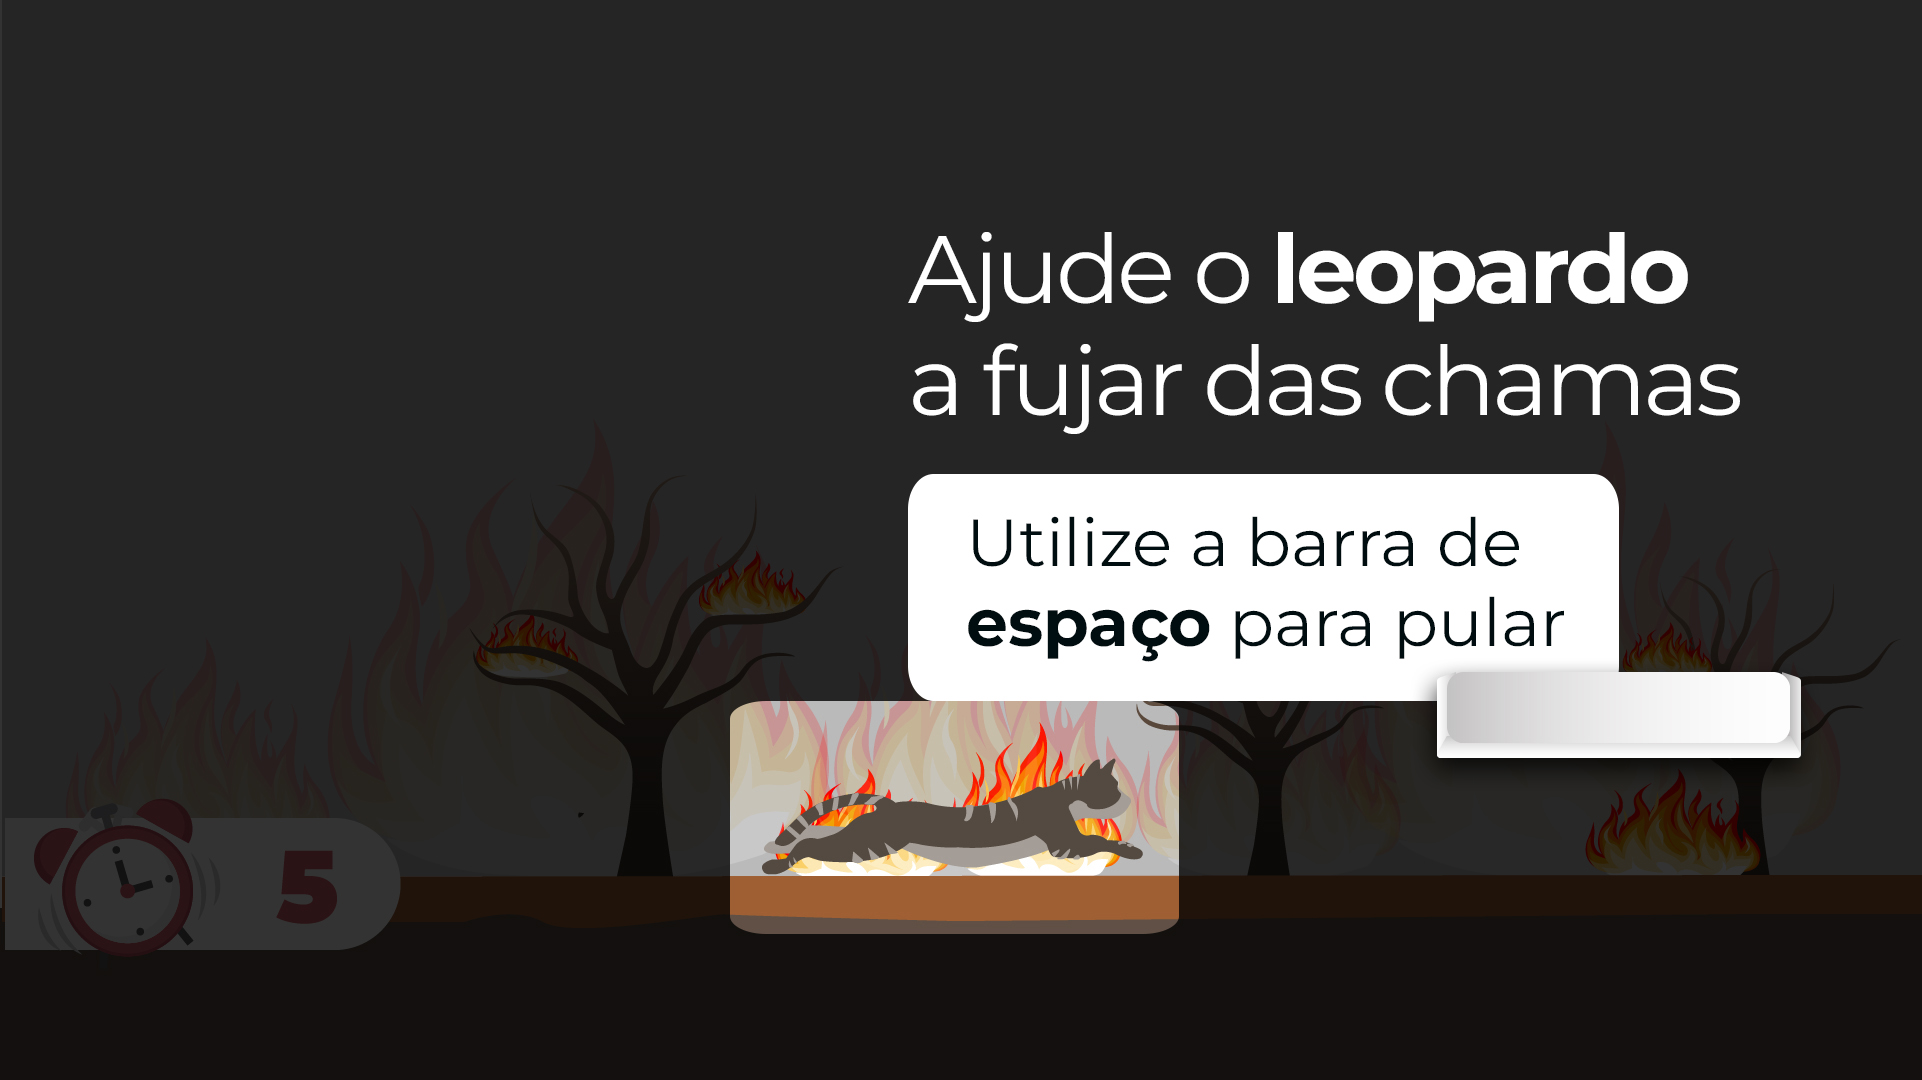 Ajude o leopardo
a fujar das chamas
Utilize a barra de
espaço para pular
5